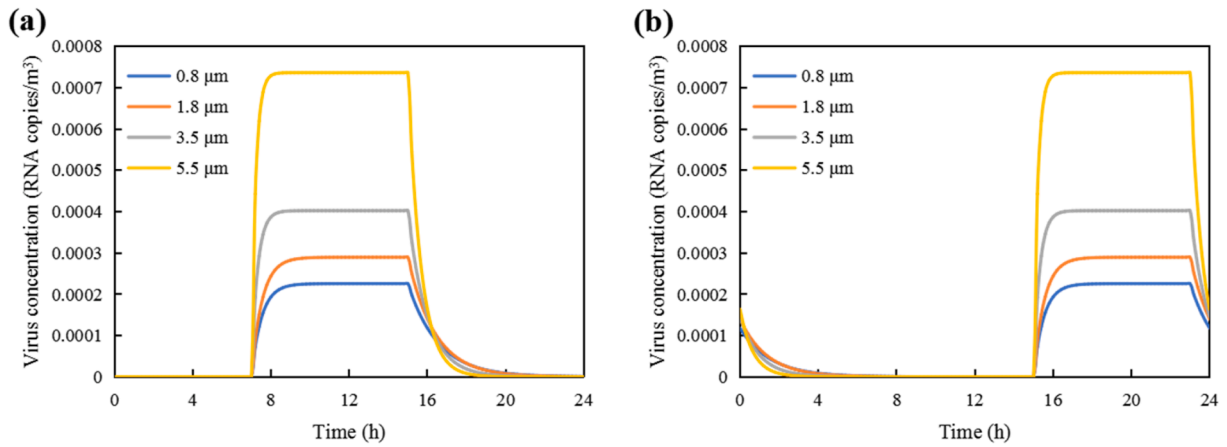 (a)
Virus concentration (RNA copies/m³)
0.0008
0.0007
0.0006
0.0005
0.0004
0.0003
0.0002
0.0001
0
0.8 μm
1.8 μm
3.5 μm
5.5 μm
0 4 8 12 16 20 24
Time (h)
(b)
Virus concentration (RNA copies/m³)
0.0008
0.0007
0.0006
0.0005
0.0004
0.0003
0.0002
0.0001
0
0.8 μm
1.8 μm
3.5 μm
5.5 μm
0 4 8 12 16 20 24
Time (h)